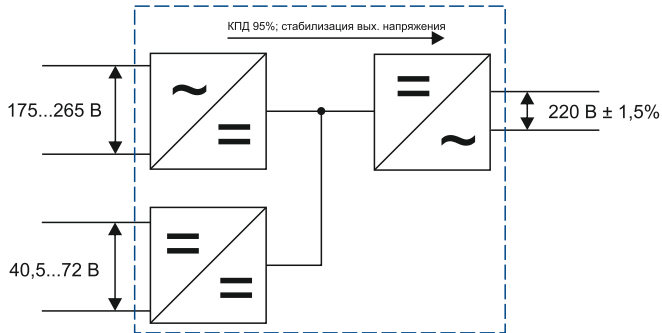 КПД 95%; стабилизация вых. напряжения
175...265 В
220 В ± 1,5%
40,5...72 В